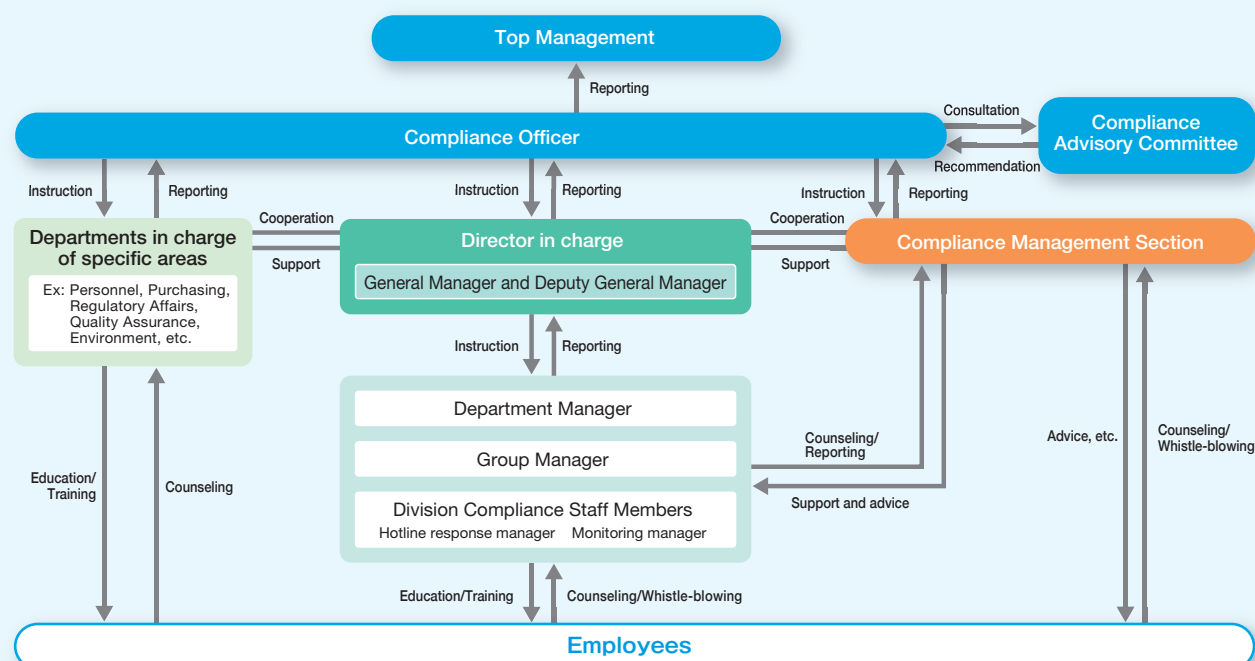 Top Management
Reporting
Compliance Officer
Consultation
Recommendation
Compliance
Advisory Committee
Instruction
Reporting
Instruction
Reporting
Instruction
Reporting
Departments in charge
of specific areas
Ex: Personnel, Purchasing,
Regulatory Affairs,
Quality Assurance,
Environment, etc.
Cooperation
Support
Director in charge
General Manager and Deputy General Manager
Cooperation
Support
Compliance Management Section
Instruction
Reporting
Department Manager
Group Manager
Division Compliance Staff Members
Hotline response manager Monitoring manager
Counseling/
Reporting
Support and advice
Advice, etc.
Counseling/
Whistle-blowing
Education/
Training
Counseling
Education/Training
Counseling/Whistle-blowing
Employees